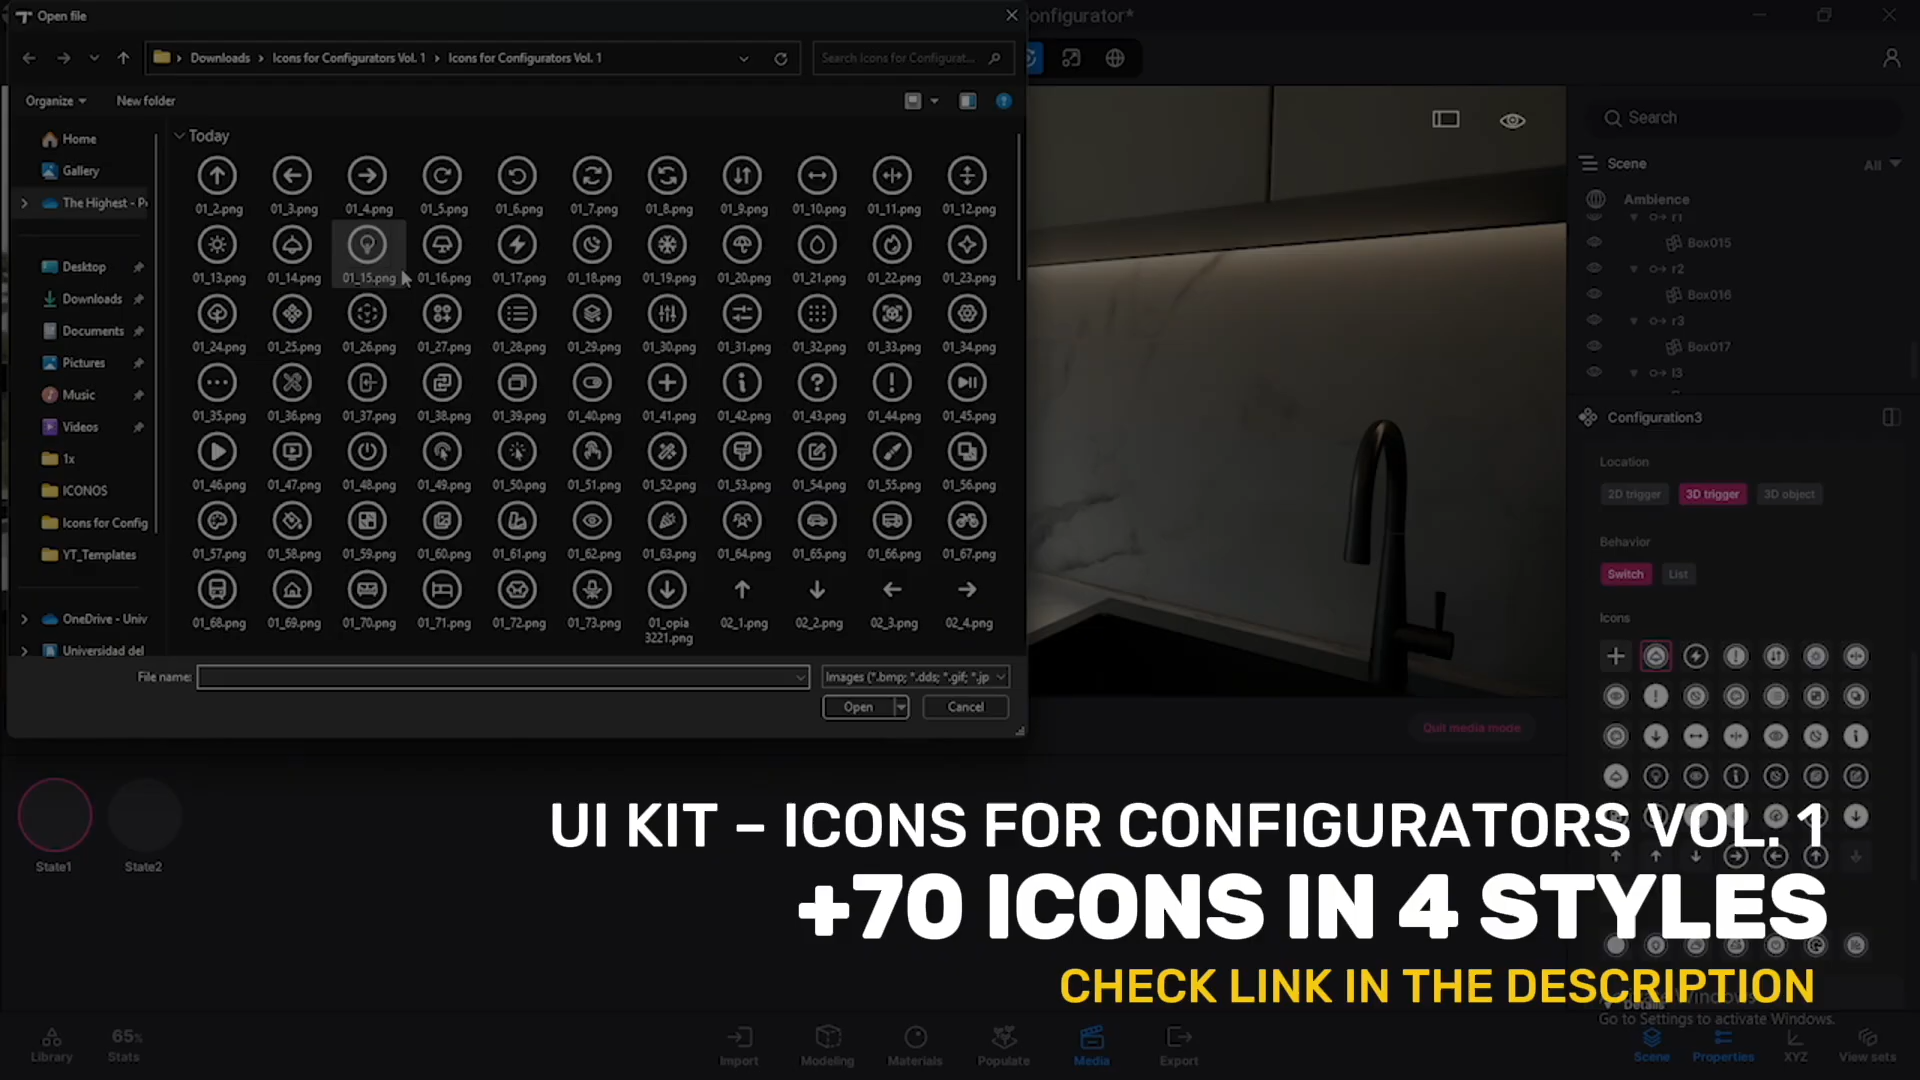 Open file
onfigurator*
Downloads > Icons for Configurators Vol. 1 > Icons for Configurators Vol. 1
Search Icons for Configurat...
Organize
New folder
Home
Gallery
The Highest - P
Desktop
Downloads
Documents
Pictures
Music
Videos
1x
ICONOS
Icons for Config
YT_Templates
OneDrive - Univ
Universidad del
Today
01_2.png 01_3.png 01_4.png 01_5.png 01_6.png 01_7.png 01_8.png 01_9.png 01_10.png 01_11.png 01_12.png
01_13.png 01_14.png 01_15.png 01_16.png 01_17.png 01_18.png 01_19.png 01_20.png 01_21.png 01_22.png 01_23.png
01_24.png 01_25.png 01_26.png 01_27.png 01_28.png 01_29.png 01_30.png 01_31.png 01_32.png 01_33.png 01_34.png
01_35.png 01_36.png 01_37.png 01_38.png 01_39.png 01_40.png 01_41.png 01_42.png 01_43.png 01_44.png 01_45.png
01_46.png 01_47.png 01_48.png 01_49.png 01_50.png 01_51.png 01_52.png 01_53.png 01_54.png 01_55.png 01_56.png
01_57.png 01_58.png 01_59.png 01_60.png 01_61.png 01_62.png 01_63.png 01_64.png 01_65.png 01_66.png 01_67.png
01_68.png 01_69.png 01_70.png 01_71.png 01_72.png 01_73.png 01_opia 02_1.png 02_2.png 02_3.png 02_4.png
3221.png
File name:
Images (*.bmp; *.dds; *.gif; *.jp
Open
Cancel
Search
Scene
All
Ambience
r1
Box015
r2
Box016
r3
Box017
l3
Configuration3
Location
2D trigger 3D trigger 3D object
Behavior
Switch List
Icons
Quit media mode
State1 State2
UI KIT – ICONS FOR CONFIGURATORS VOL. 1
+70 ICONS IN 4 STYLES
CHECK LINK IN THE DESCRIPTION
Details
Go to Settings to activate Windows.
Library
65%
Stats
Import
Modeling
Materials
Populate
Media
Export
Scene
Properties
XYZ
View sets